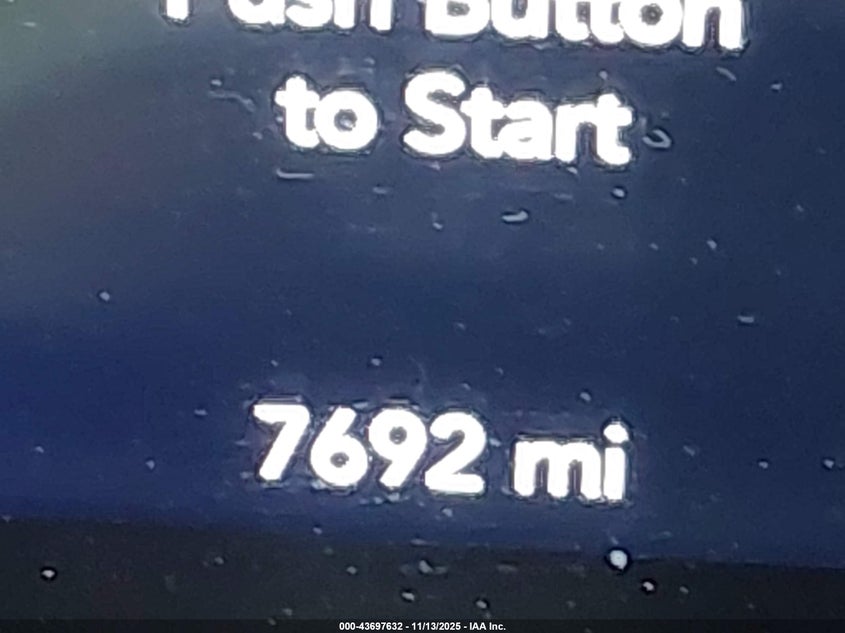 Push Button
to Start
7692 mi
000-43697632 - 11/13/2025 - IAA Inc.